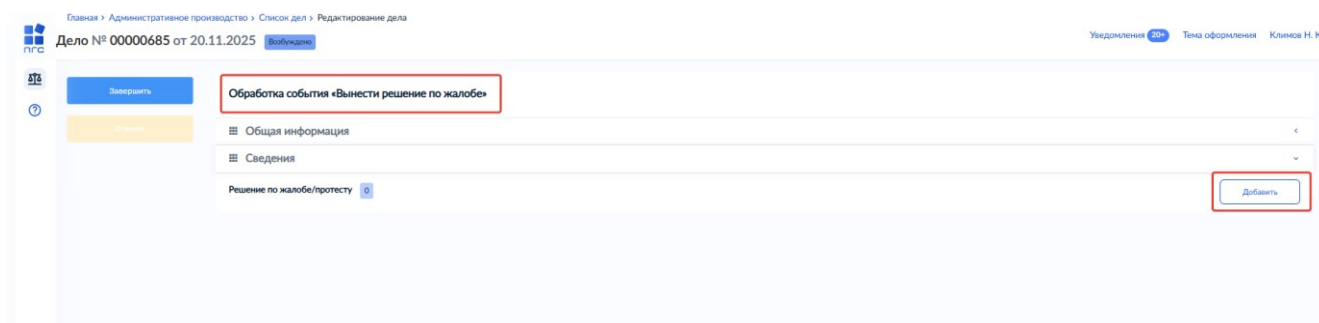 Главная > Административное производство > Список дел > Редактирование дела
пгс
Дело № 00000685 от 20.11.2025 Возбуждено
Уведомления 20+ Тема оформления Климов Н. К
Завершить
Обработка события «Вынести решение по жалобе»
Отмена
Общая информация
Сведения
Решение по жалобе/протесту 0
Добавить